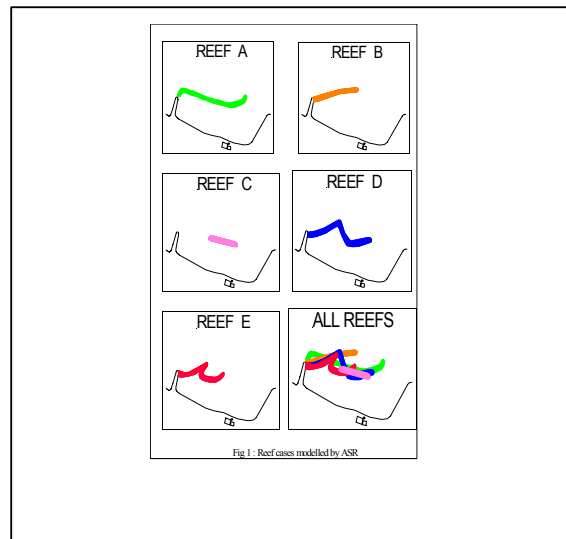 REEF A
REEF B
REEF C
REEF D
REEF E
ALL REEFS
Fig 1 : Reef cases modelled by ASR